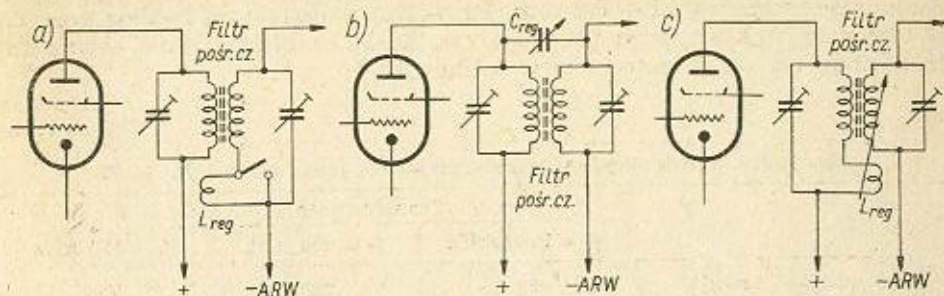 a)
Filtr
pośr.cz.
L reg
+
−ARW
b)
C reg
Filtr
pośr.cz.
+
−ARW
c)
Filtr
pośr.cz.
L reg
+
−ARW